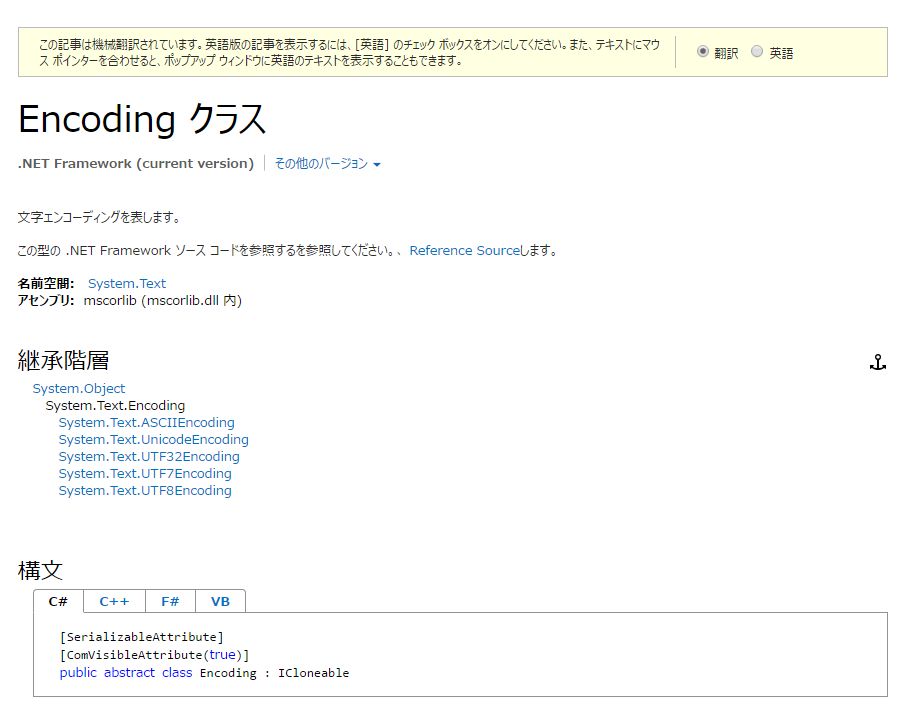 この記事は機械翻訳されています。英語版の記事を表示するには、[英語] のチェック ボックスをオンにしてください。また、テキストにマウ
ス ポインターを合わせると、ポップアップ ウィンドウに英語のテキストを表示することもできます。
翻訳 英語
Encoding クラス
.NET Framework (current version) その他のバージョン
文字エンコーディングを表します。
この型の .NET Framework ソース コードを参照するを参照してください。、 Reference Sourceします。
名前空間: System.Text
アセンブリ: mscorlib (mscorlib.dll 内)
継承階層
System.Object
System.Text.Encoding
System.Text.ASCIIEncoding
System.Text.UnicodeEncoding
System.Text.UTF32Encoding
System.Text.UTF7Encoding
System.Text.UTF8Encoding
構文
C# C++ F# VB
[SerializableAttribute]
[ComVisibleAttribute(true)]
public abstract class Encoding : ICloneable